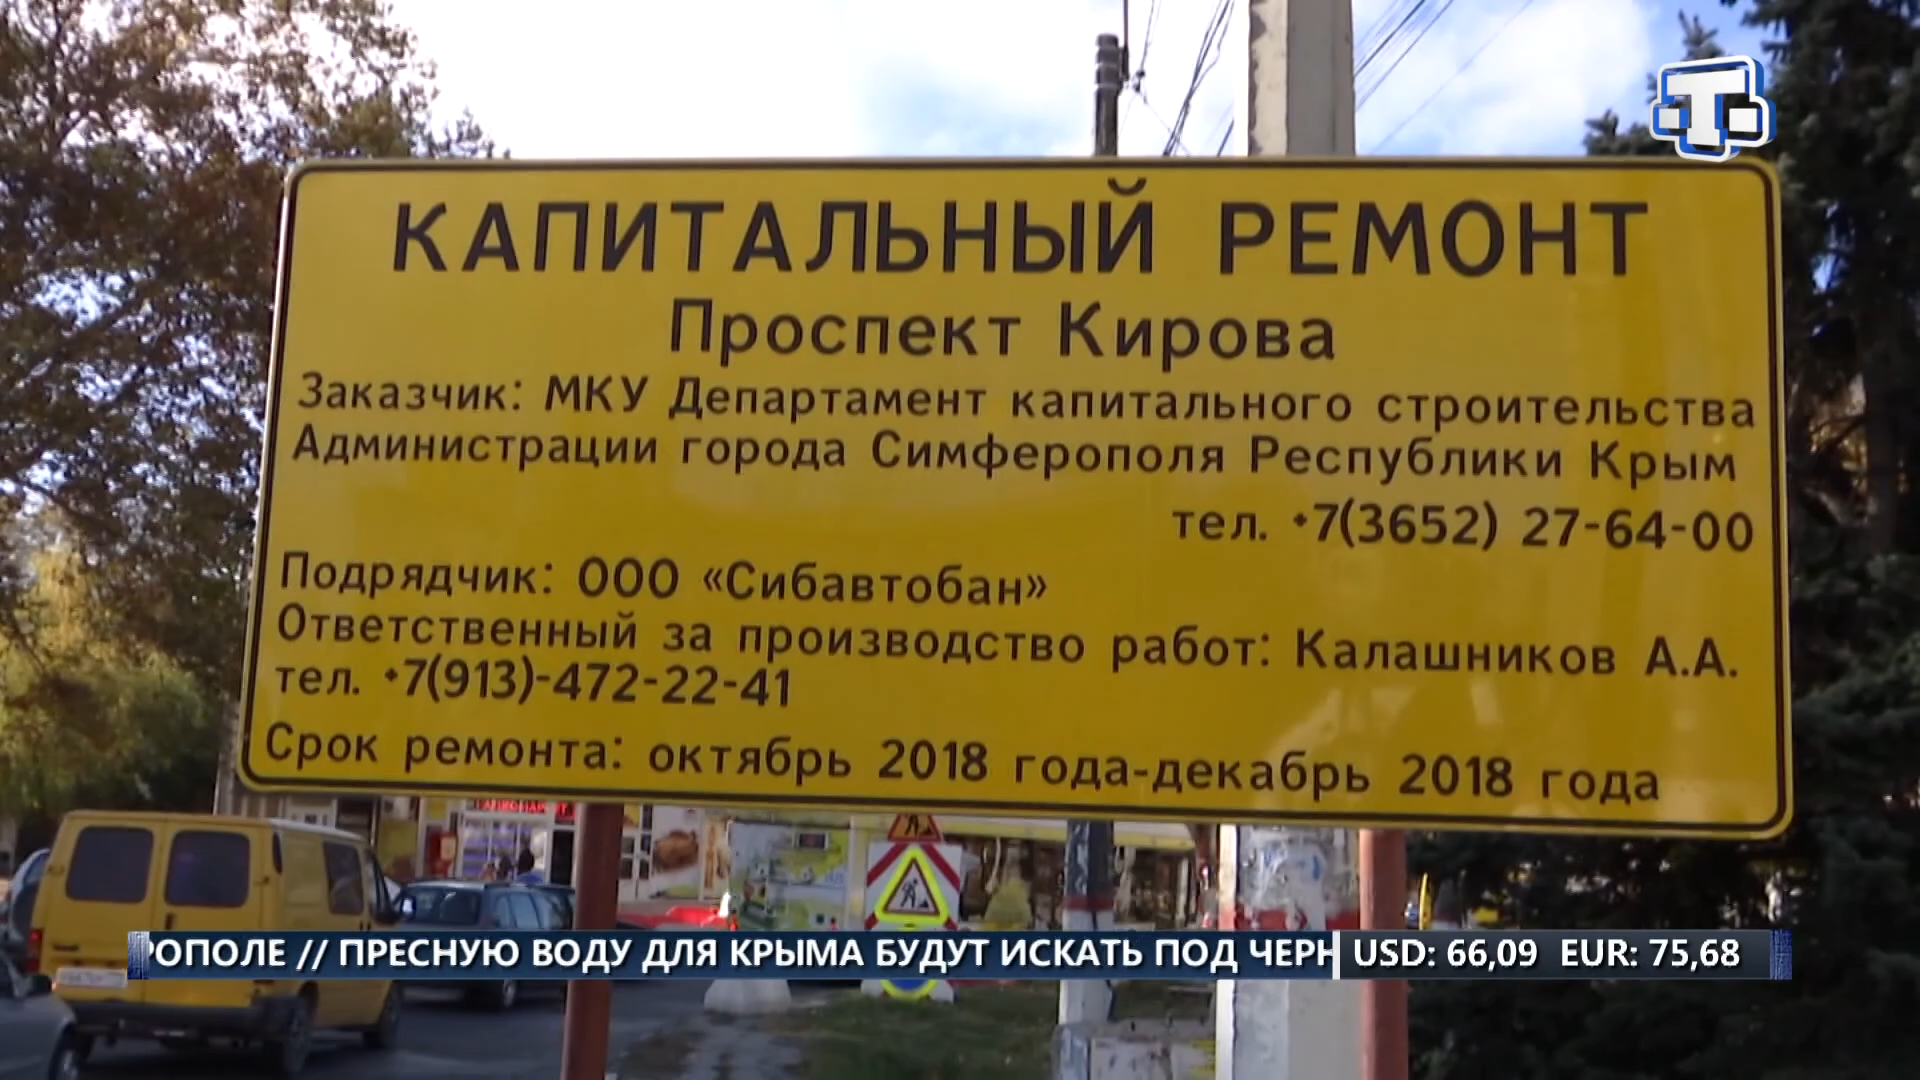 КАПИТАЛЬНЫЙ РЕМОНТ
Проспект Кирова
Заказчик: МКУ Департамент капитального строительства
Администрации города Симферополя Республики Крым
тел. +7(3652) 27-64-00
Подрядчик: ООО «Сибавтобан»
Ответственный за производство работ: Калашников А.А.
тел. +7(913)-472-22-41
Срок ремонта: октябрь 2018 года-декабрь 2018 года
РОПОЛЕ // ПРЕСНУЮ ВОДУ ДЛЯ КРЫМА БУДУТ ИСКАТЬ ПОД ЧЕРН USD: 66,09 EUR: 75,68